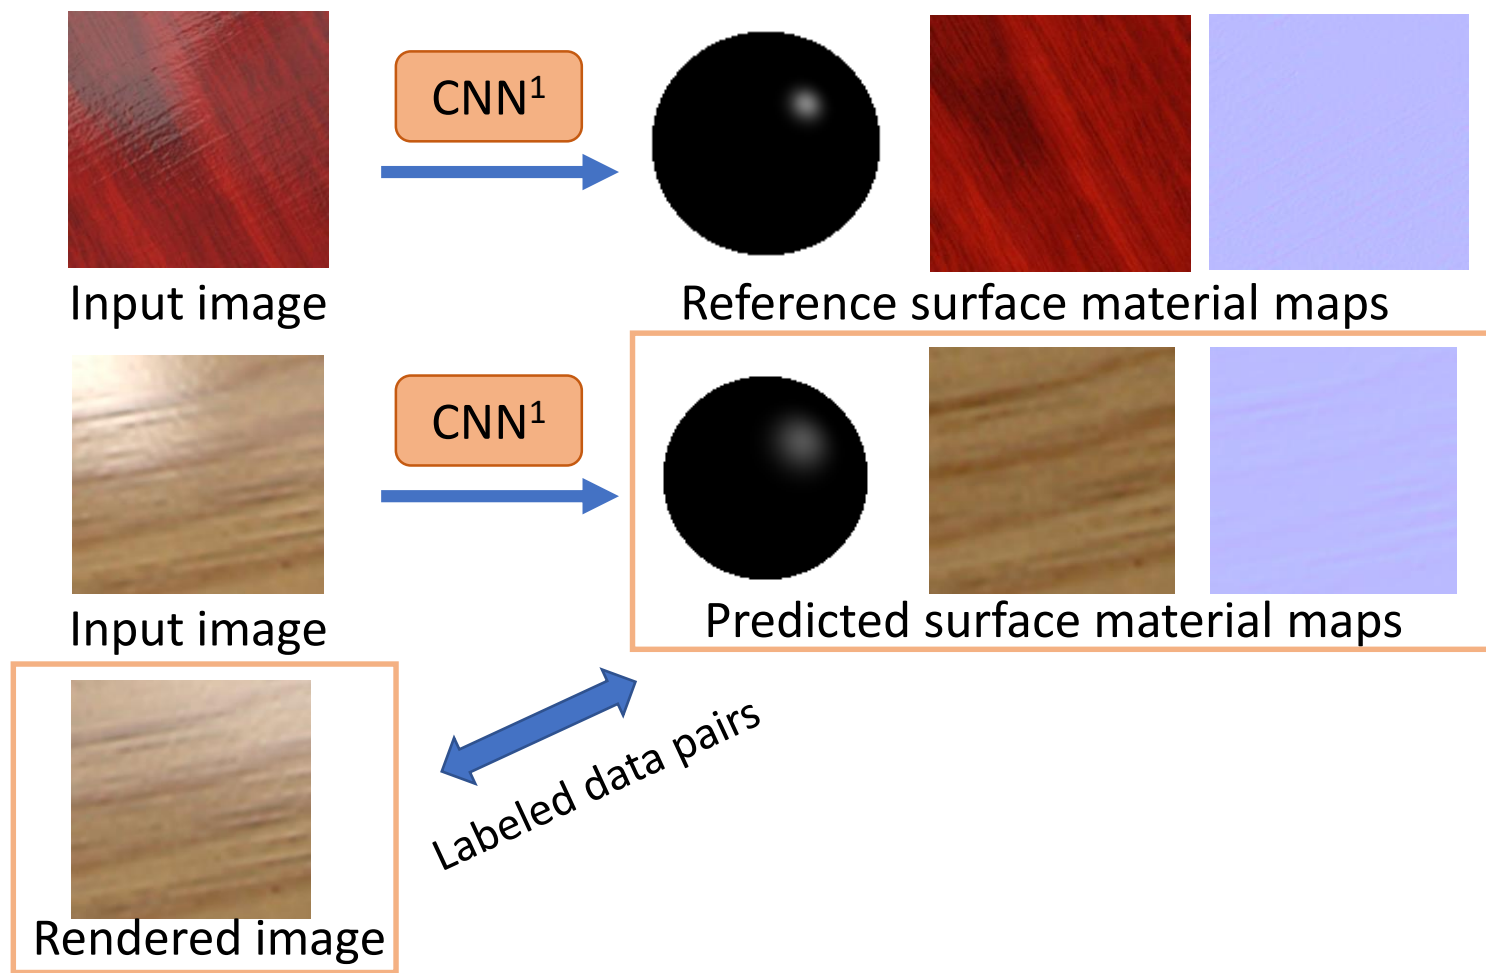 CNN¹
Input image
Reference surface material maps
CNN¹
Input image
Predicted surface material maps
Labeled data pairs
Rendered image